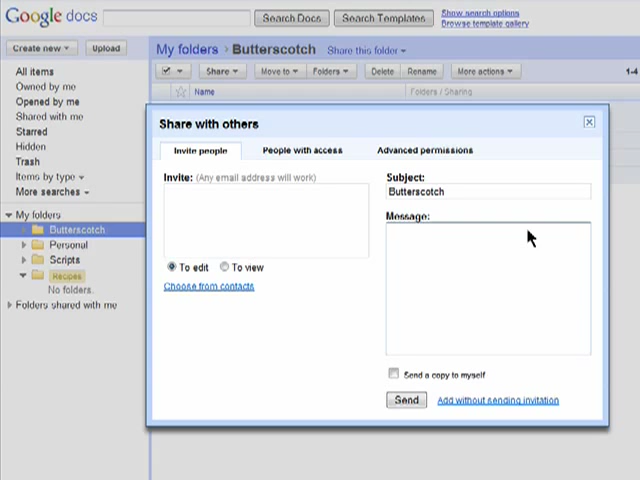 Google docs
Search Docs
Search Templates
Show search options
Browse template gallery
Create new
Upload
My folders › Butterscotch
Share this folder
Share
Move to
Folders
Delete
Rename
More actions
1-4
Name
Folders / Sharing
All items
Owned by me
Opened by me
Shared with me
Starred
Hidden
Trash
Items by type
More searches
My folders
Butterscotch
Personal
Scripts
Recipes
No folders.
Folders shared with me
Share with others
Invite people
People with access
Advanced permissions
Invite: (Any email address will work)
To edit
To view
Choose from contacts
Subject:
Butterscotch
Message:
Send a copy to myself
Send
Add without sending invitation